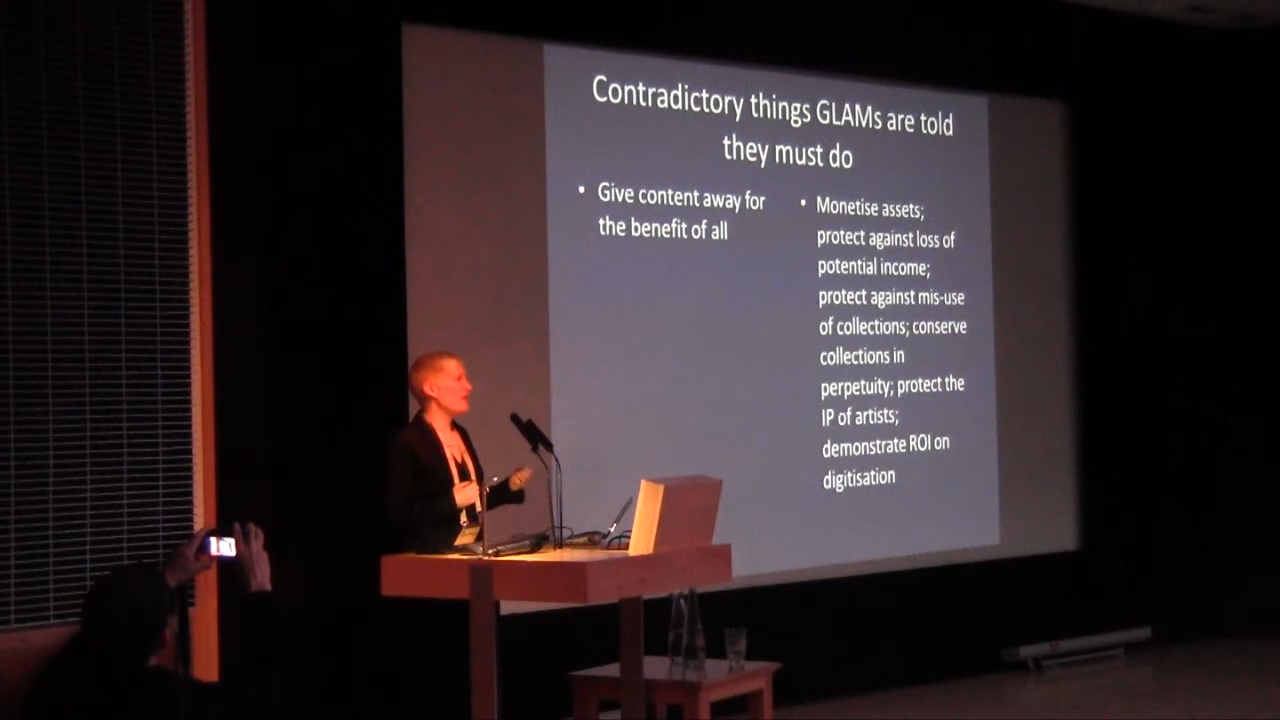 Contradictory things GLAMs are told
they must do
• Give content away for
the benefit of all
• Monetise assets;
protect against loss of
potential income;
protect against mis-use
of collections; conserve
collections in
perpetuity; protect the
IP of artists;
demonstrate ROI on
digitisation